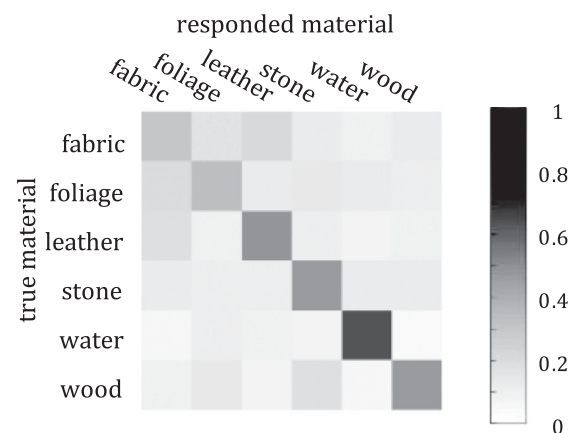 responded material
fabric
foliage
leather
stone
water
wood
true material
fabric
foliage
leather
stone
water
wood
1
0.8
0.6
0.4
0.2
0